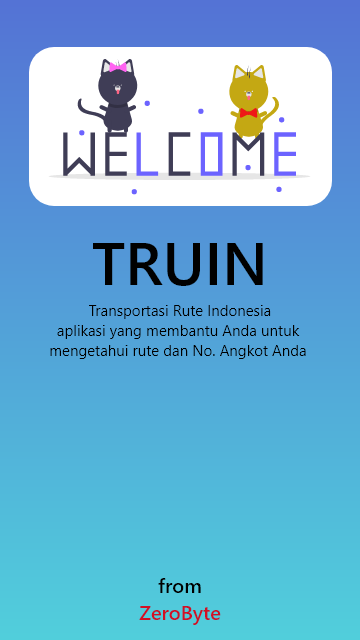 WELCOME
TRUIN
Transportasi Rute Indonesia
aplikasi yang membantu Anda untuk
mengetahui rute dan No. Angkot Anda
from
ZeroByte